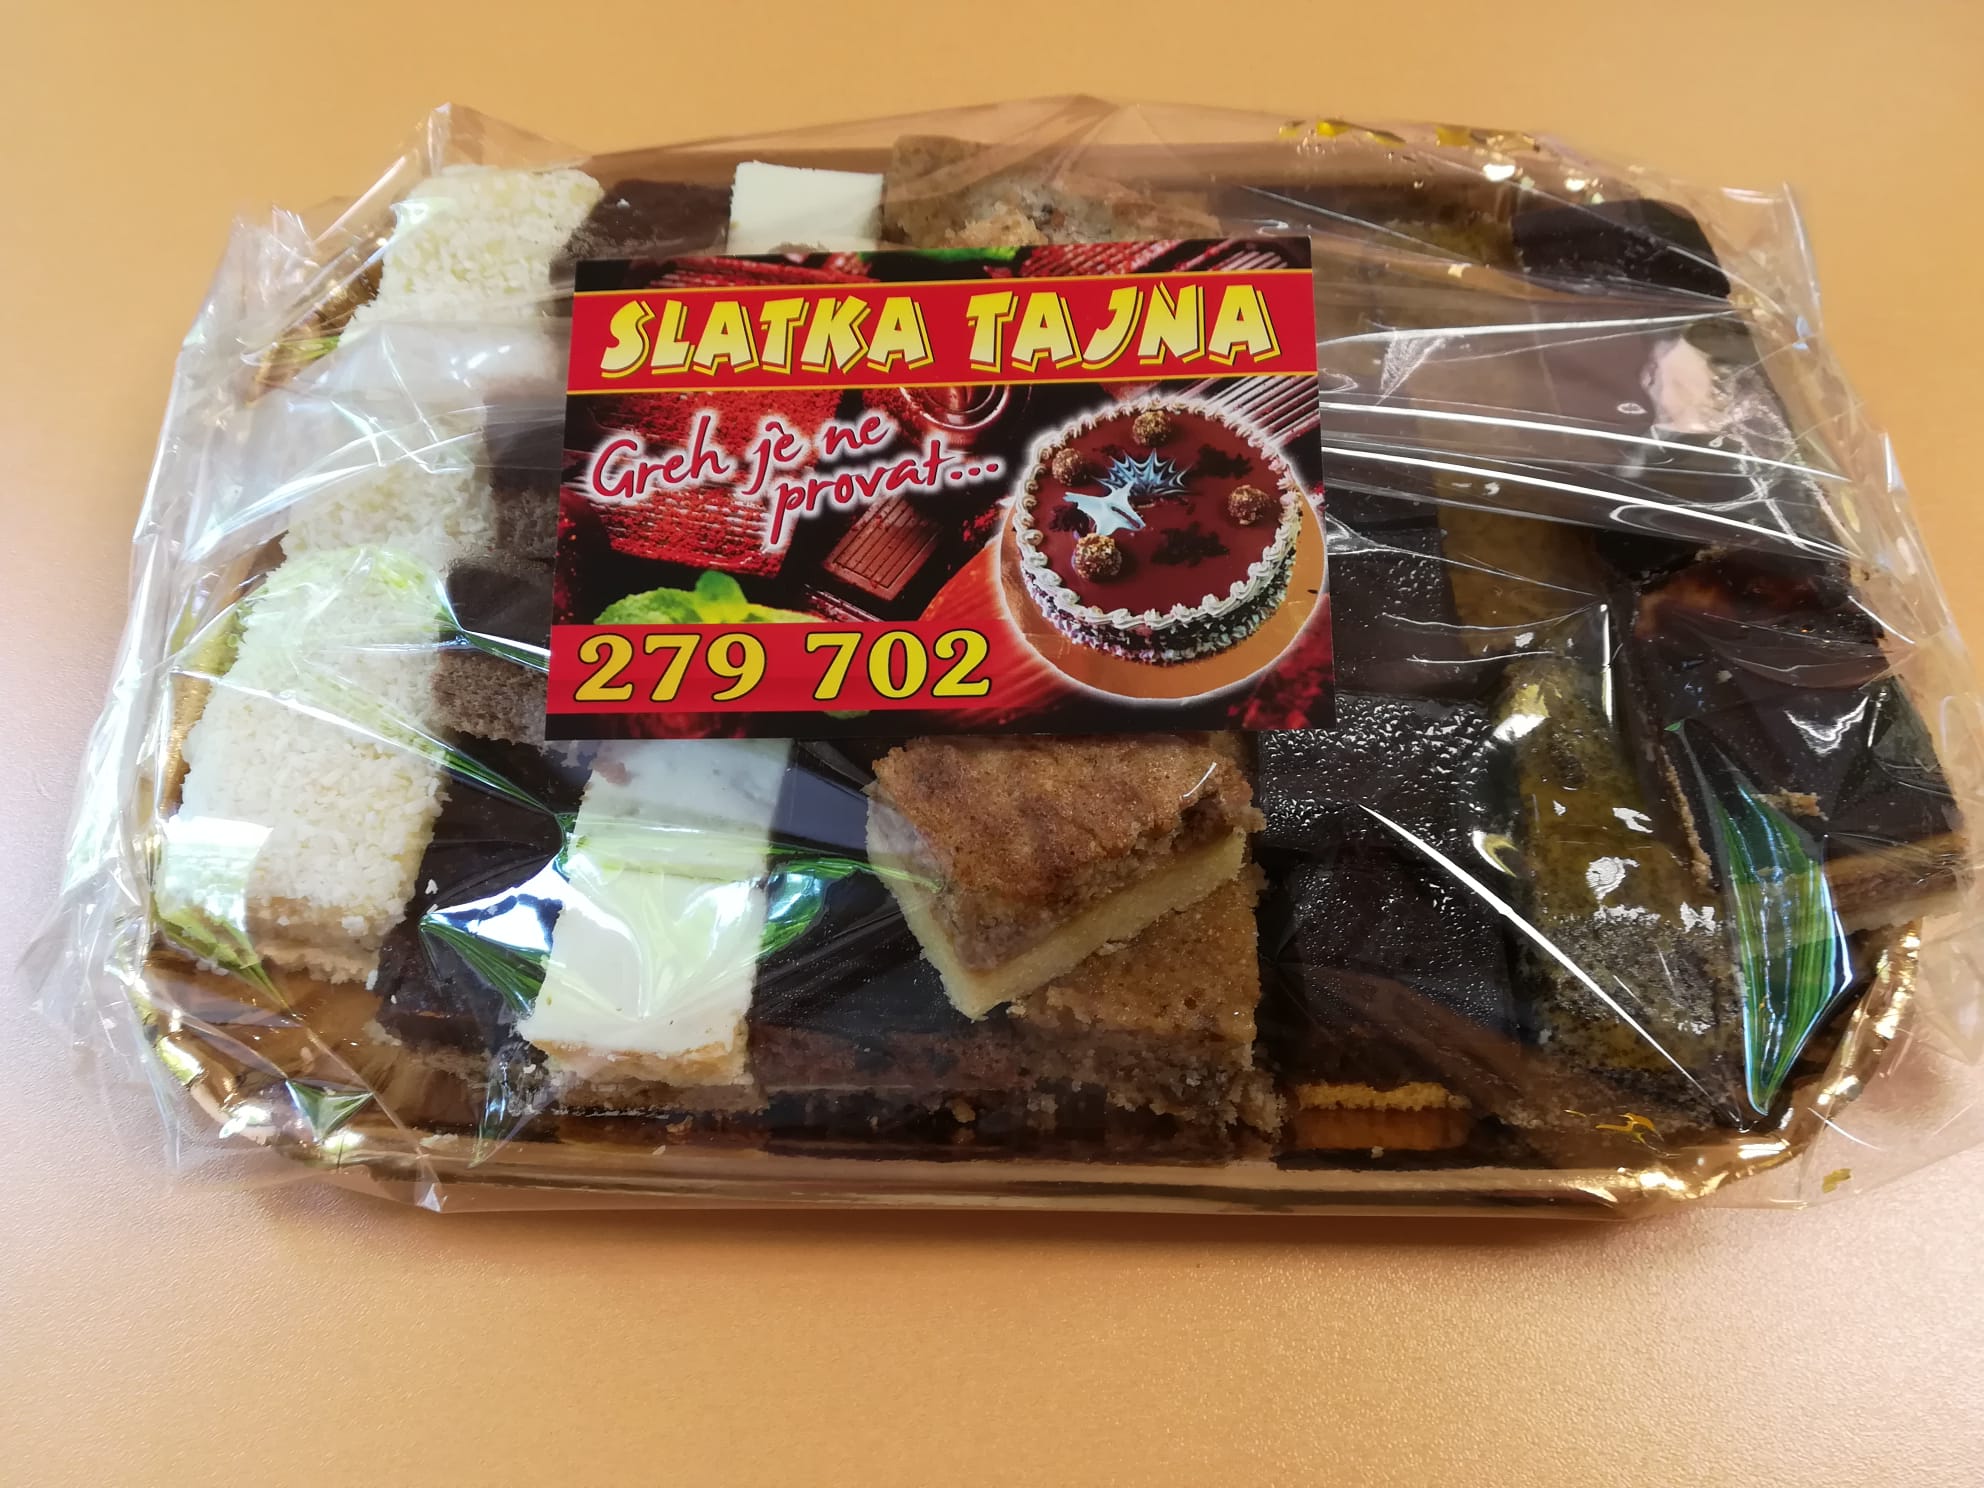 SLATKA TAJNA
Greh je ne
provat...
279 702